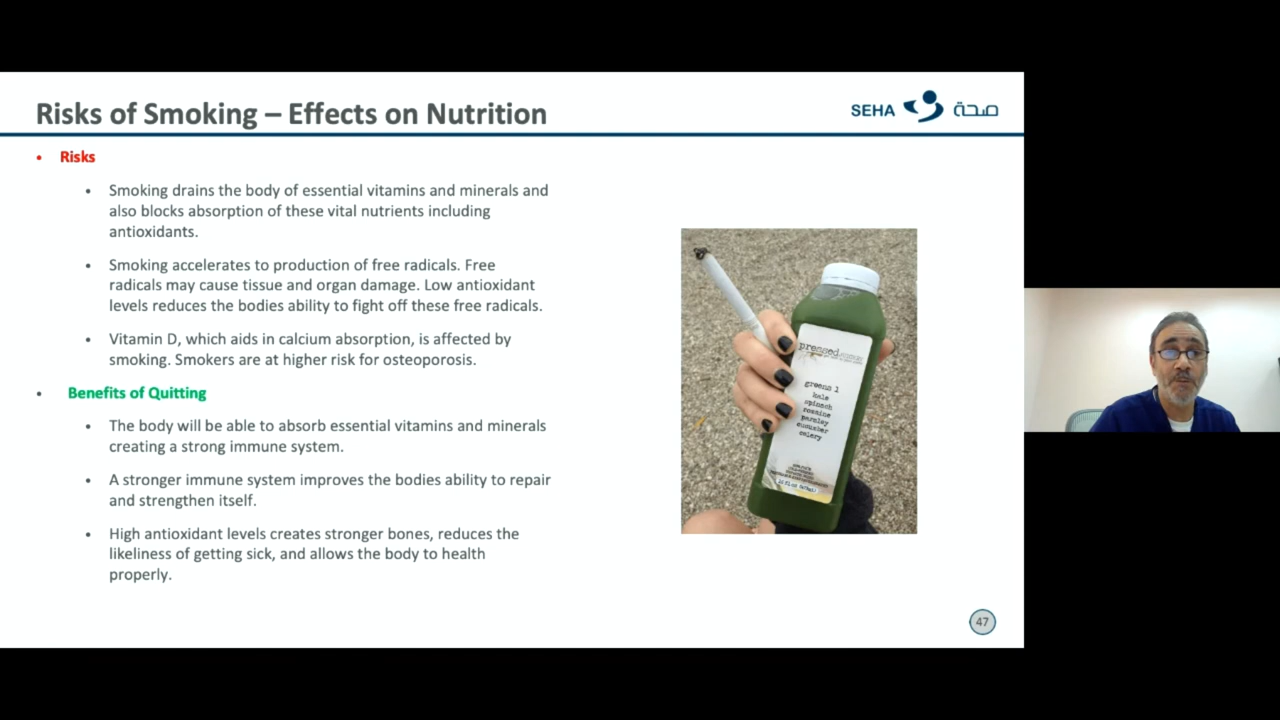 Risks of Smoking – Effects on Nutrition
SEHA صحة
• Risks
• Smoking drains the body of essential vitamins and minerals and
also blocks absorption of these vital nutrients including
antioxidants.
• Smoking accelerates to production of free radicals. Free
radicals may cause tissue and organ damage. Low antioxidant
levels reduces the bodies ability to fight off these free radicals.
• Vitamin D, which aids in calcium absorption, is affected by
smoking. Smokers are at higher risk for osteoporosis.
• Benefits of Quitting
• The body will be able to absorb essential vitamins and minerals
creating a strong immune system.
• A stronger immune system improves the bodies ability to repair
and strengthen itself.
• High antioxidant levels creates stronger bones, reduces the
likeliness of getting sick, and allows the body to health
properly.
pressed
greens 1
kale
spinach
romaine
parsley
cucumber
celery
47